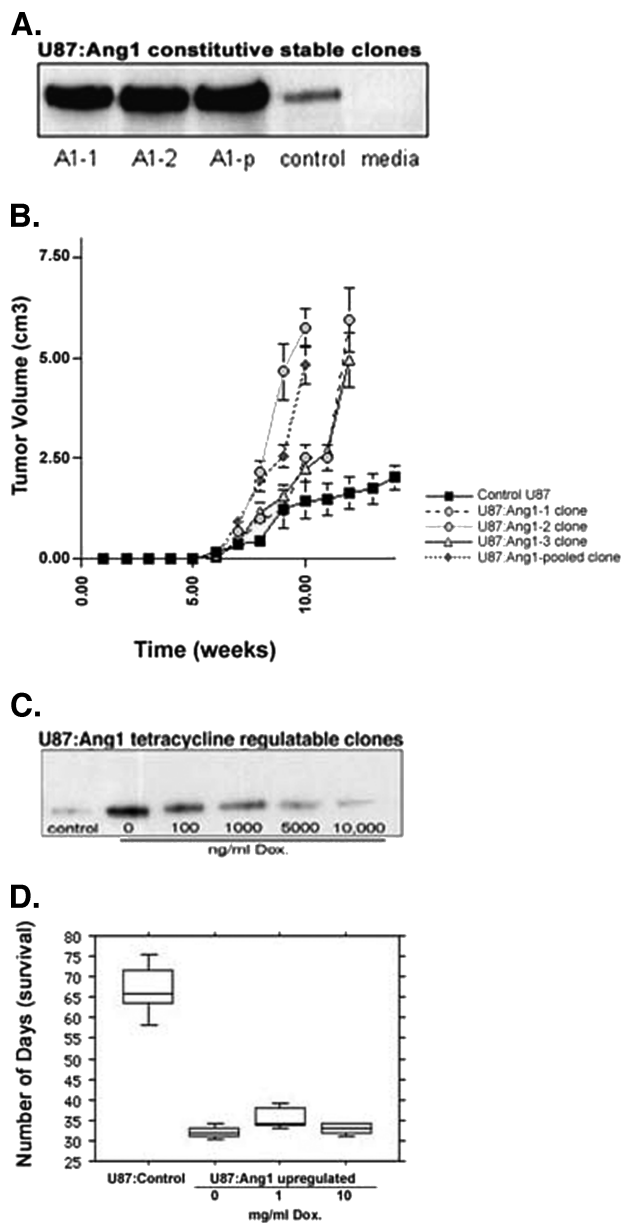 A.
U87:Ang1 constitutive stable clones
A1-1 A1-2 A1-p control media
B.
Tumor Volume (cm3)
7.50
5.00
2.50
0.00
0.00 5.00 10.00
Time (weeks)
Control U87
U87:Ang1-1 clone
U87:Ang1-2 clone
U87:Ang1-3 clone
U87:Ang1-pooled clone
C.
U87:Ang1 tetracycline regulatable clones
control 0 100 1000 5000 10,000
ng/ml Dox.
D.
Number of Days (survival)
80
75
70
65
60
55
50
45
40
35
30
25
U87:Control U87:Ang1 upregulated
0 1 10
mg/ml Dox.